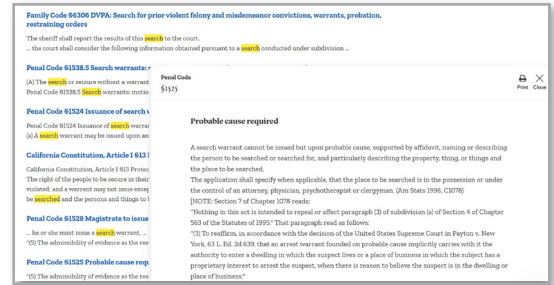 Family Code §6306 DVPA: Search for prior violent felony and misdemeanor convictions, warrants, probation,
restraining orders
The sheriff shall report the results of this search to the court.
... the court shall consider the following information obtained pursuant to a search conducted under subdivision ...
Penal Code §1538.5 Search warrants:
(A) The search or seizure without a warrant
Penal Code §1538.5 Search warrants: motio
Penal Code §1524 Issuance of search
Penal Code §1524 Issuance of search warra
(a) A search warrant may be issued upon an
California Constitution, Article I §13
California Constitution, Article I §13 Protec
The right of the people to be secure in their
violated; and a warrant may not issue excep
be searched and the persons and things to
Penal Code §1528 Magistrate to issue
... he or she must issue a search warrant, ...
"(5) The admissibility of evidence as the res
Penal Code §1525 Probable cause requ
"(5) The admissibility of evidence as the res
Penal Code
§1525
Print Close
Probable cause required
A search warrant cannot be issued but upon probable cause, supported by affidavit, naming or describing
the person to be searched or searched for, and particularly describing the property, thing, or things and
the place to be searched.
The application shall specify when applicable, that the place to be searched is in the possession or under
the control of an attorney, physician, psychotherapist or clergyman. (Am Stats 1996, C1078)
[NOTE: Section 7 of Chapter 1078 reads:
"Nothing in this act is intended to repeal or affect paragraph (3) of subdivision (a) of Section 4 of Chapter
563 of the Statutes of 1995." That paragraph read as follows:
"(3) To reaffirm, in accordance with the decision of the United States Supreme Court in Payton v. New
York, 63 L. Ed. 2d 639, that an arrest warrant founded on probable cause implicitly carries with it the
authority to enter a dwelling in which the suspect lives or a place of business in which the subject has a
proprietary interest to arrest the suspect, when there is reason to believe the suspect is in the dwelling or
place of business."